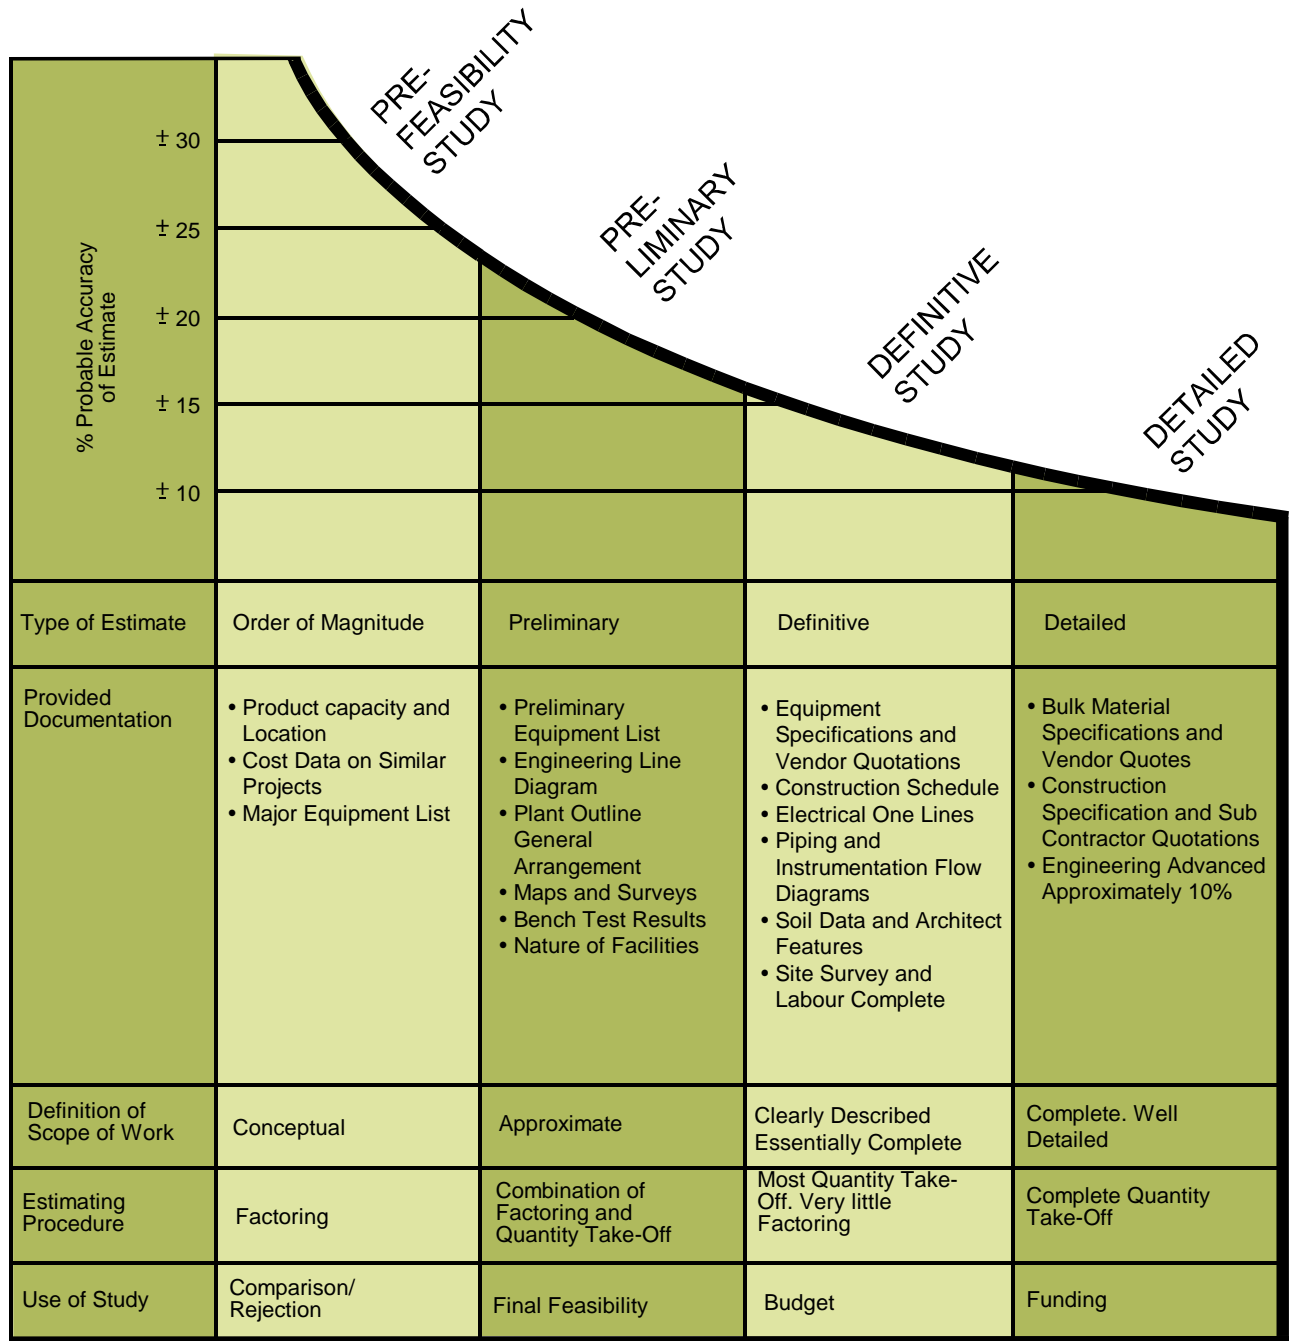 PRE-
FEASIBILITY
STUDY
PRE-
LIMINARY
STUDY
DEFINITIVE
STUDY
DETAILED
STUDY
% Probable Accuracy
of Estimate
± 30
± 25
± 20
± 15
± 10
Type of Estimate
Order of Magnitude
Preliminary
Definitive
Detailed
Provided
Documentation
• Product capacity and
Location
• Cost Data on Similar
Projects
• Major Equipment List
• Preliminary
Equipment List
• Engineering Line
Diagram
• Plant Outline
General
Arrangement
• Maps and Surveys
• Bench Test Results
• Nature of Facilities
• Equipment
Specifications and
Vendor Quotations
• Construction Schedule
• Electrical One Lines
• Piping and
Instrumentation Flow
Diagrams
• Soil Data and Architect
Features
• Site Survey and
Labour Complete
• Bulk Material
Specifications and
Vendor Quotes
• Construction
Specification and Sub
Contractor Quotations
• Engineering Advanced
Approximately 10%
Definition of
Scope of Work
Conceptual
Approximate
Clearly Described
Essentially Complete
Complete. Well
Detailed
Estimating
Procedure
Factoring
Combination of
Factoring and
Quantity Take-Off
Most Quantity Take-
Off. Very little
Factoring
Complete Quantity
Take-Off
Use of Study
Comparison/
Rejection
Final Feasibility
Budget
Funding